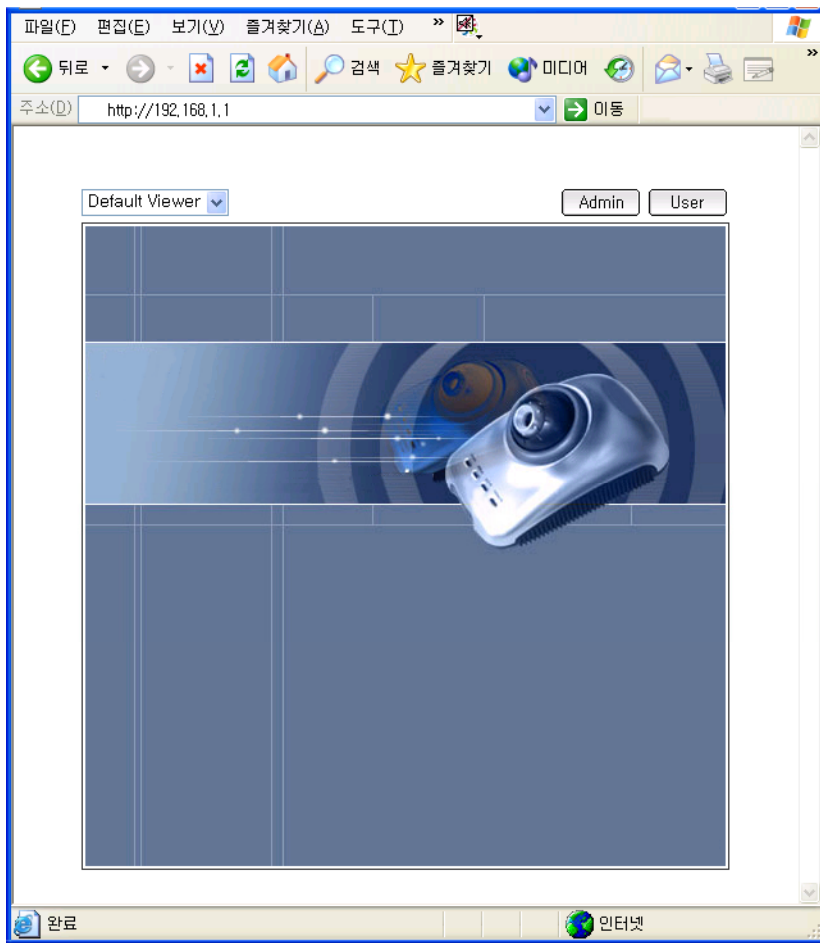 파일(F) 편집(E) 보기(V) 즐겨찾기(A) 도구(T) »
뒤로 검색 즐겨찾기 미디어 »
주소(D) http://192,168,1,1 이동
Default Viewer Admin User
완료 인터넷